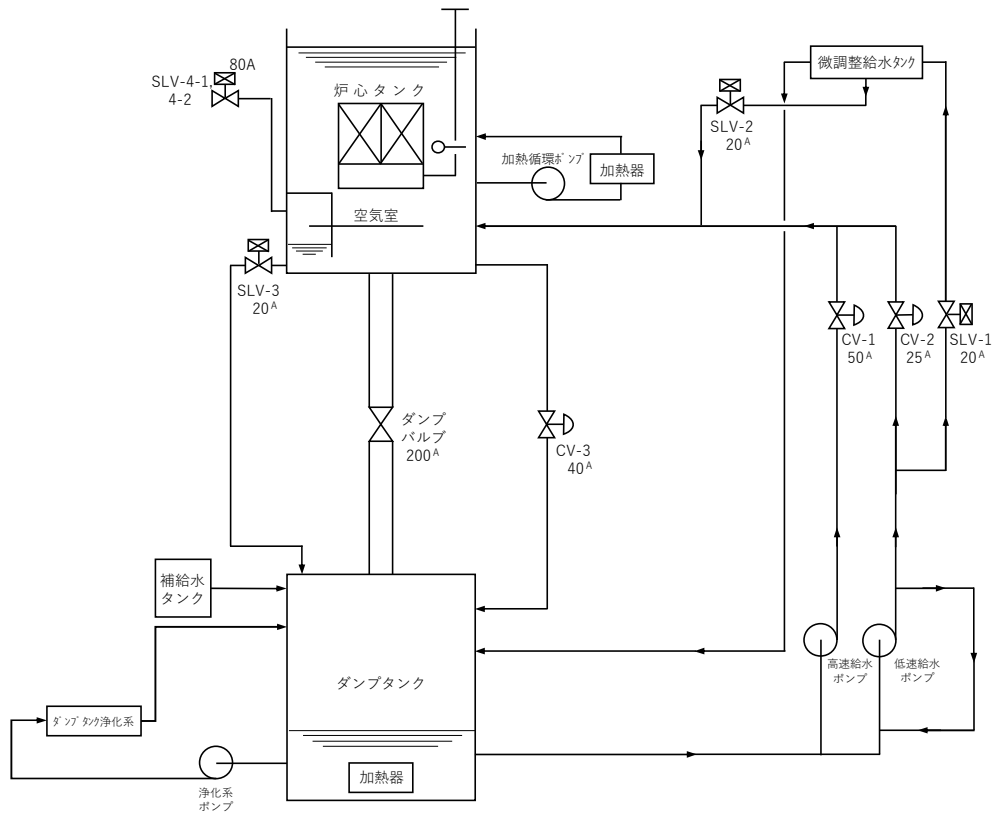 80A
SLV-4-1,
4-2
炉心タンク
微調整給水タンク
SLV-2
20A
加熱循環ポンプ
加熱器
空気室
SLV-3
20A
CV-1
50A
CV-2
25A
SLV-1
20A
ダンプ
バルブ
200A
CV-3
40A
補給水
タンク
高速給水
ポンプ
低速給水
ポンプ
ダンプタンク
ダンプタンク浄化系
加熱器
浄化系
ポンプ